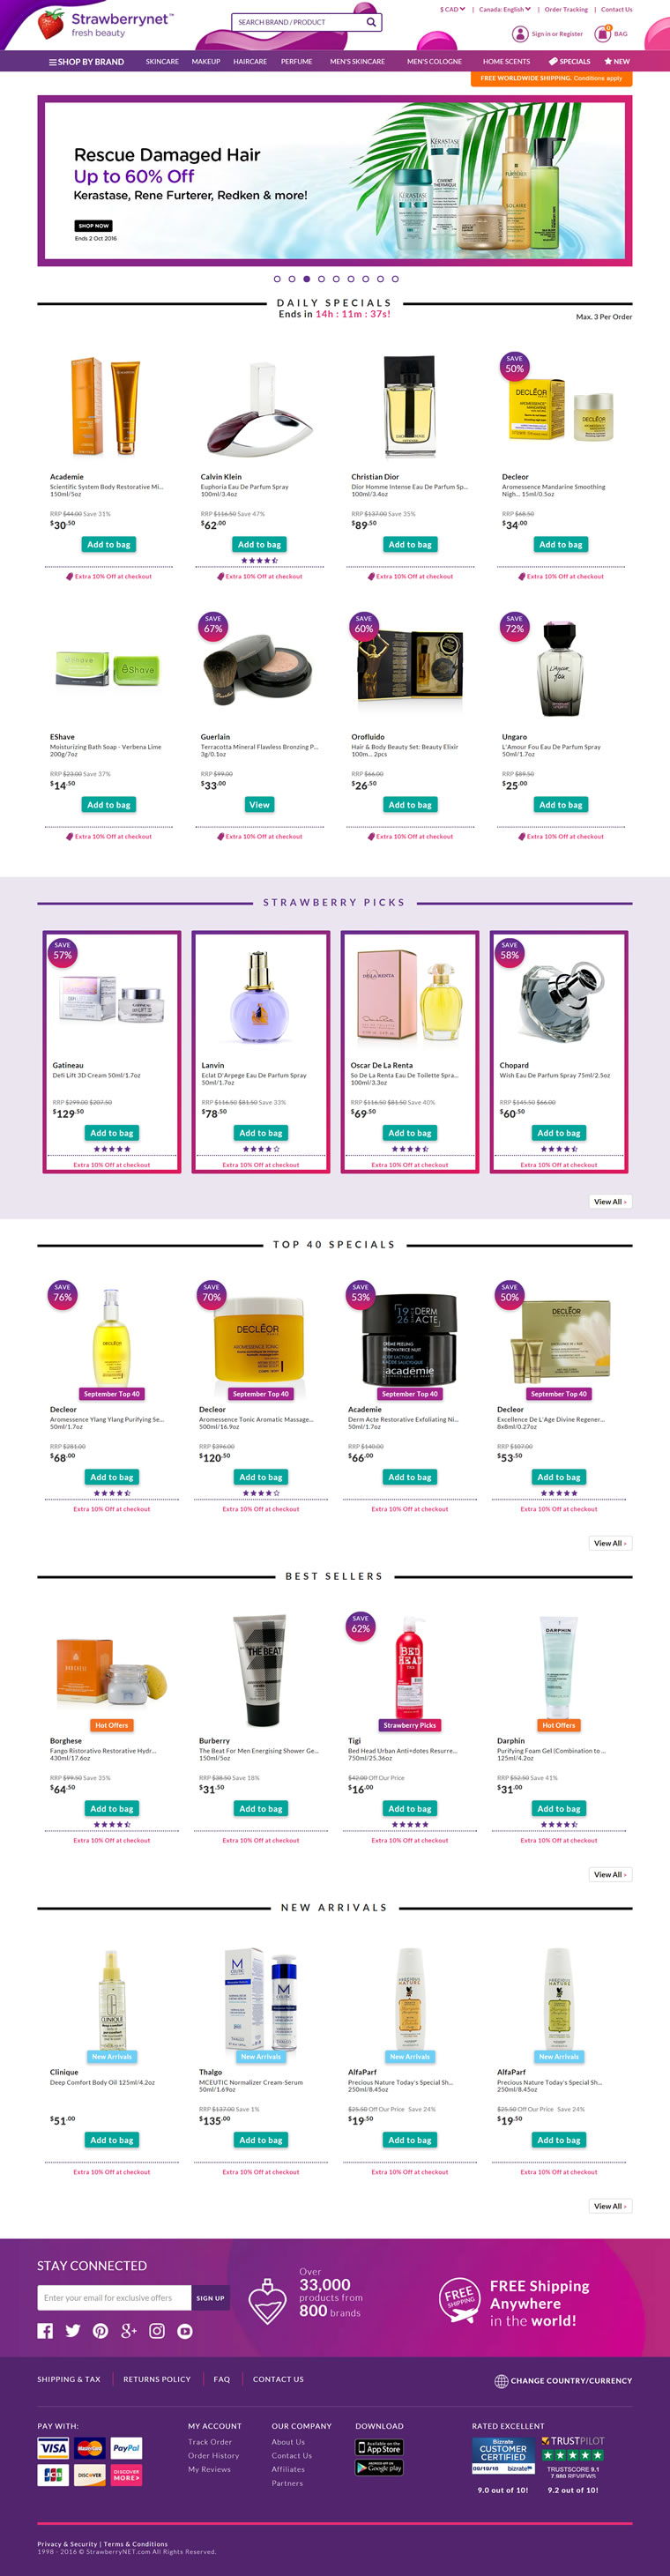 Strawberrynet™
fresh beauty
SEARCH BRAND / PRODUCT
$ CAD | Canada: English | Order Tracking | Contact Us
Sign in or Register
0
BAG
SHOP BY BRAND SKINCARE MAKEUP HAIRCARE PERFUME MEN'S SKINCARE MEN'S COLOGNE HOME SCENTS SPECIALS NEW
FREE WORLDWIDE SHIPPING. Conditions apply
Rescue Damaged Hair
Up to 60% Off
Kerastase, Rene Furterer, Redken & more!
SHOP NOW
Ends 2 Oct 2016
DAILY SPECIALS
Ends in 14h : 11m : 37s!
Max. 3 Per Order
SAVE
50%
Academie
Scientific System Body Restorative Mi...
150ml/5oz
RRP $44.00 Save 31%
$30.50
Add to bag
Extra 10% Off at checkout
Calvin Klein
Euphoria Eau De Parfum Spray
100ml/3.4oz
RRP $116.50 Save 47%
$62.00
Add to bag
Extra 10% Off at checkout
Christian Dior
Dior Homme Intense Eau De Parfum Sp...
100ml/3.4oz
RRP $137.00 Save 35%
$89.50
Add to bag
Extra 10% Off at checkout
Decleor
Aromessence Mandarine Smoothing
Nigh... 15ml/0.5oz
RRP $68.50
$34.00
Add to bag
Extra 10% Off at checkout
EShave
Moisturizing Bath Soap - Verbena Lime
200g/7oz
RRP $23.00 Save 37%
$14.50
Add to bag
Extra 10% Off at checkout
SAVE
67%
Guerlain
Terracotta Mineral Flawless Bronzing P...
3g/0.1oz
RRP $99.00
$33.00
View
Extra 10% Off at checkout
SAVE
60%
Orofluido
Hair & Body Beauty Set: Beauty Elixir
100m... 2pcs
RRP $66.00
$26.50
Add to bag
Extra 10% Off at checkout
SAVE
72%
Ungaro
L'Amour Fou Eau De Parfum Spray
50ml/1.7oz
RRP $89.50
$25.00
Add to bag
Extra 10% Off at checkout
STRAWBERRY PICKS
SAVE
57%
Gatineau
Defi Lift 3D Cream 50ml/1.7oz
RRP $299.00 $207.50
$129.50
Add to bag
Extra 10% Off at checkout
Lanvin
Eclat D'Arpege Eau De Parfum Spray
50ml/1.7oz
RRP $116.50 $81.50 Save 33%
$78.50
Add to bag
Extra 10% Off at checkout
Oscar De La Renta
So De La Renta Eau De Toilette Spra...
100ml/3.3oz
RRP $116.50 $81.50 Save 40%
$69.50
Add to bag
Extra 10% Off at checkout
SAVE
58%
Chopard
Wish Eau De Parfum Spray 75ml/2.5oz
RRP $145.50 $66.00
$60.50
Add to bag
Extra 10% Off at checkout
View All »
TOP 40 SPECIALS
SAVE
76%
September Top 40
Decleor
Aromessence Ylang Ylang Purifying Se...
50ml/1.7oz
RRP $281.00
$68.00
Add to bag
Extra 10% Off at checkout
SAVE
70%
DECLÉOR
September Top 40
Decleor
Aromessence Tonic Aromatic Massage...
500ml/16.9oz
RRP $396.00
$120.50
Add to bag
Extra 10% Off at checkout
SAVE
53%
académie
September Top 40
Academie
Derm Acte Restorative Exfoliating Ni...
50ml/1.7oz
RRP $140.00
$66.00
Add to bag
Extra 10% Off at checkout
SAVE
50%
DECLÉOR
September Top 40
Decleor
Excellence De L'Age Divine Regener...
8x8ml/0.27oz
RRP $107.00
$53.50
Add to bag
Extra 10% Off at checkout
View All »
BEST SELLERS
Hot Offers
Borghese
Fango Ristorativo Restorative Hydr...
430ml/17.6oz
RRP $99.50 Save 35%
$64.50
Add to bag
Extra 10% Off at checkout
THE BEAT
Burberry
The Beat For Men Energising Shower Ge...
150ml/5oz
RRP $38.50 Save 18%
$31.50
Add to bag
Extra 10% Off at checkout
SAVE
62%
BED
HEAD
Strawberry Picks
Tigi
Bed Head Urban Anti+dotes Resurre...
750ml/25.36oz
$42.00 Off Our Price
$16.00
Add to bag
Extra 10% Off at checkout
DARPHIN
Hot Offers
Darphin
Purifying Foam Gel (Combination to ...
125ml/4.2oz
RRP $52.50 Save 41%
$31.00
Add to bag
Extra 10% Off at checkout
View All »
NEW ARRIVALS
CLINIQUE
New Arrivals
Clinique
Deep Comfort Body Oil 125ml/4.2oz
$51.00
Add to bag
Extra 10% Off at checkout
New Arrivals
Thalgo
MCEUTIC Normalizer Cream-Serum
50ml/1.69oz
RRP $137.00 Save 1%
$135.00
Add to bag
Extra 10% Off at checkout
New Arrivals
AlfaParf
Precious Nature Today's Special Sh...
250ml/8.45oz
$25.50 Off Our Price Save 24%
$19.50
Add to bag
Extra 10% Off at checkout
New Arrivals
AlfaParf
Precious Nature Today's Special Sh...
250ml/8.45oz
$25.50 Off Our Price Save 24%
$19.50
Add to bag
Extra 10% Off at checkout
View All »
STAY CONNECTED
Enter your email for exclusive offers
SIGN UP
Over
33,000
products from
800 brands
FREE
SHIPPING
FREE Shipping
Anywhere
in the world!
SHIPPING & TAX RETURNS POLICY FAQ CONTACT US
CHANGE COUNTRY/CURRENCY
PAY WITH:
VISA MasterCard PayPal
JCB DISCOVER DISCOVER MORE>
MY ACCOUNT
Track Order
Order History
My Reviews
OUR COMPANY
About Us
Contact Us
Affiliates
Partners
DOWNLOAD
Available on the
App Store
Google play
RATED EXCELLENT
Bizrate
CUSTOMER
CERTIFIED
09/19/16 bizrate
9.0 out of 10!
TRUSTPILOT
TRUSTSCORE 9.1
7,980 REVIEWS
9.2 out of 10!
Privacy & Security | Terms & Conditions
1998 - 2016 © StrawberryNET.com All Rights Reserved.